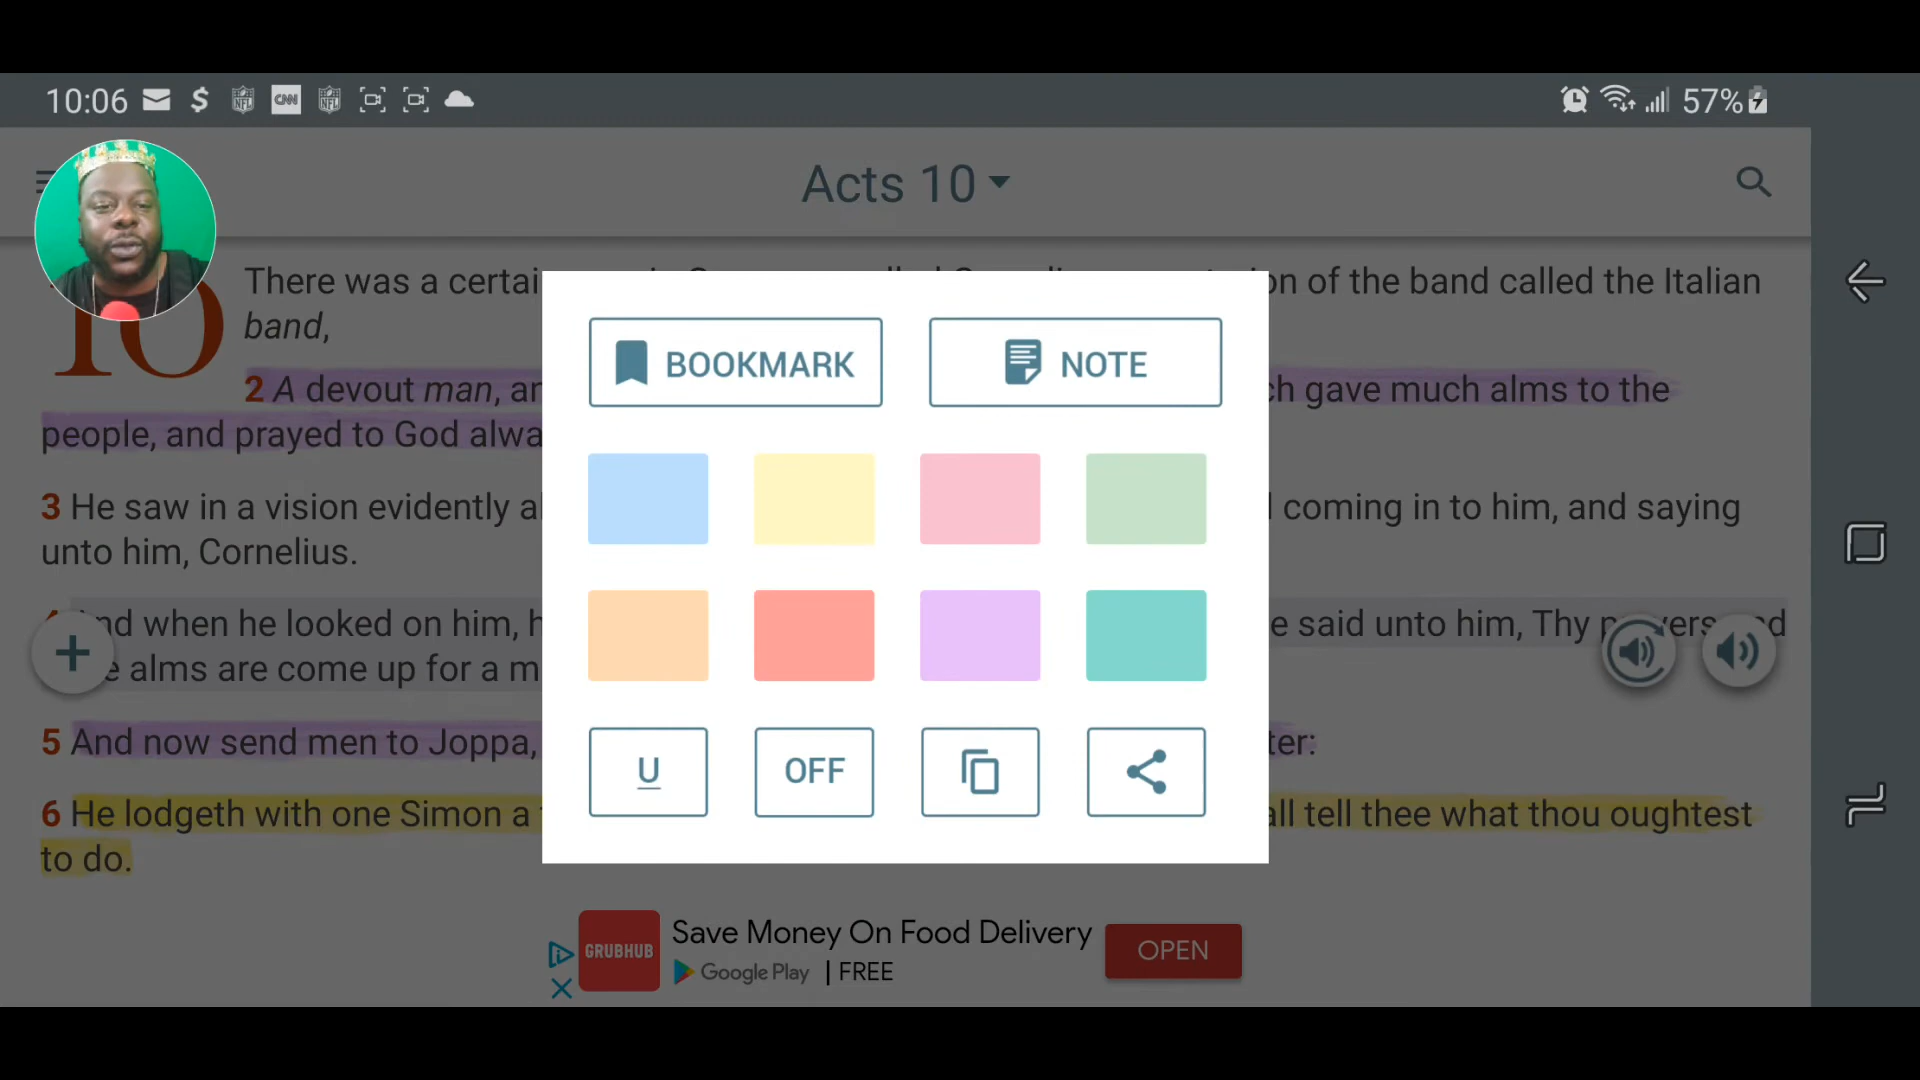 10:06 $ NFL CNN NFL 57%
Acts 10
10 There was a certai on of the band called the Italian
band,
2 A devout man, an ch gave much alms to the
people, and prayed to God alwa
3 He saw in a vision evidently a coming in to him, and saying
unto him, Cornelius.
nd when he looked on him, h e said unto him, Thy
alms are come up for a m
5 And now send men to Joppa, ter:
6 He lodgeth with one Simon a all tell thee what thou oughtest
to do.
BOOKMARK NOTE
U OFF
GRUBHUB Save Money On Food Delivery OPEN
Google Play | FREE